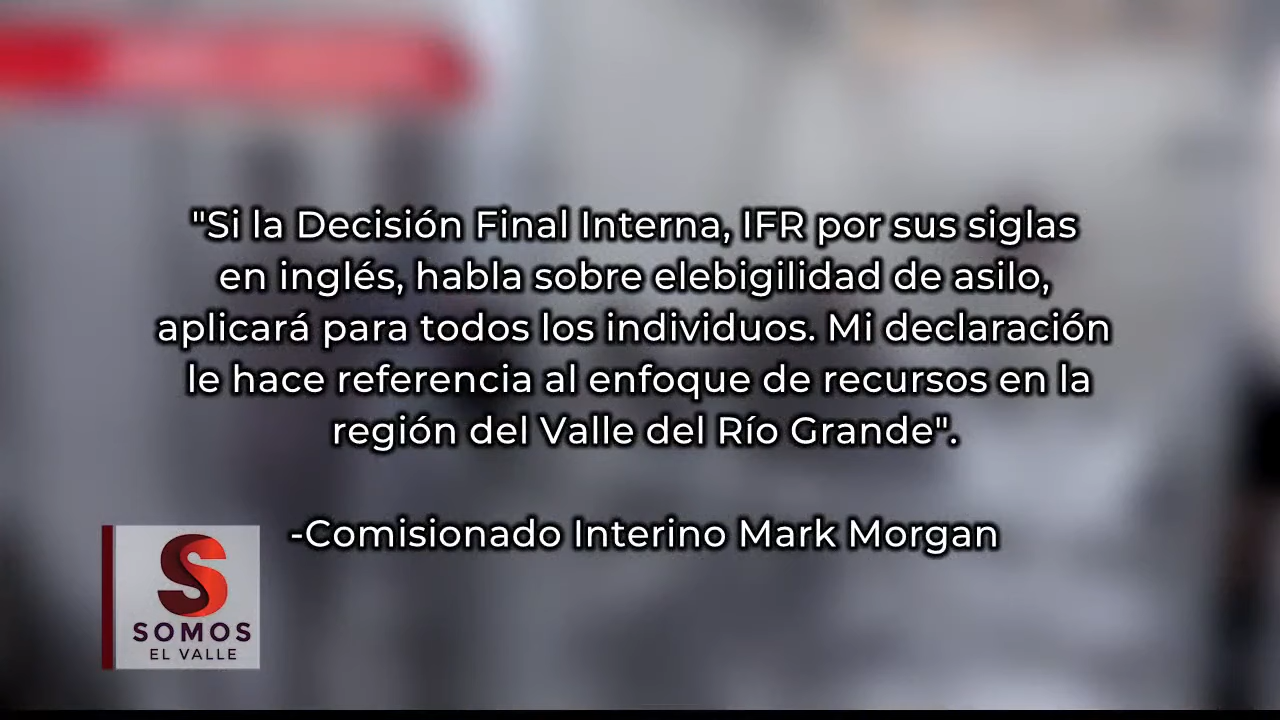 "Si la Decisión Final Interna, IFR por sus siglas
en inglés, habla sobre elebigilidad de asilo,
aplicará para todos los individuos. Mi declaración
le hace referencia al enfoque de recursos en la
región del Valle del Río Grande".
-Comisionado Interino Mark Morgan
SOMOS
EL VALLE